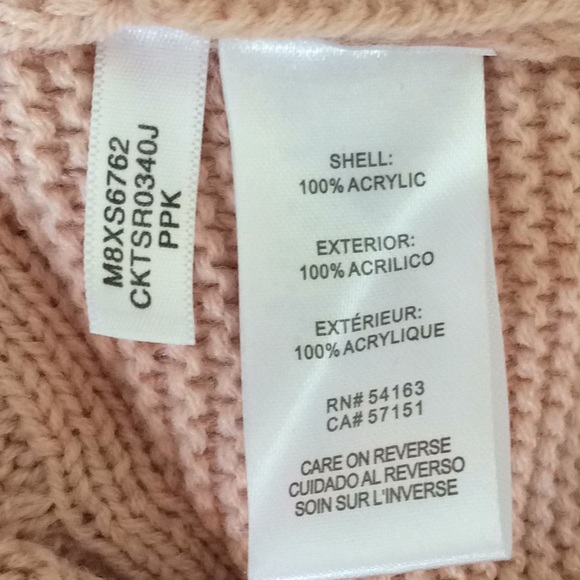 M8XS6762
CKTSR0340J
PPK
SHELL:
100% ACRYLIC
EXTERIOR:
100% ACRILICO
EXTÉRIEUR:
100% ACRYLIQUE
RN# 54163
CA# 57151
CARE ON REVERSE
CUIDADO AL REVERSO
SOIN SUR L'INVERSE